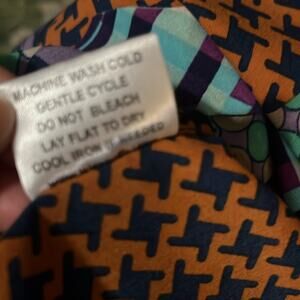 MACHINE WASH COLD
GENTLE CYCLE
DO NOT BLEACH
LAY FLAT TO DRY
COOL IRON IF NEEDED